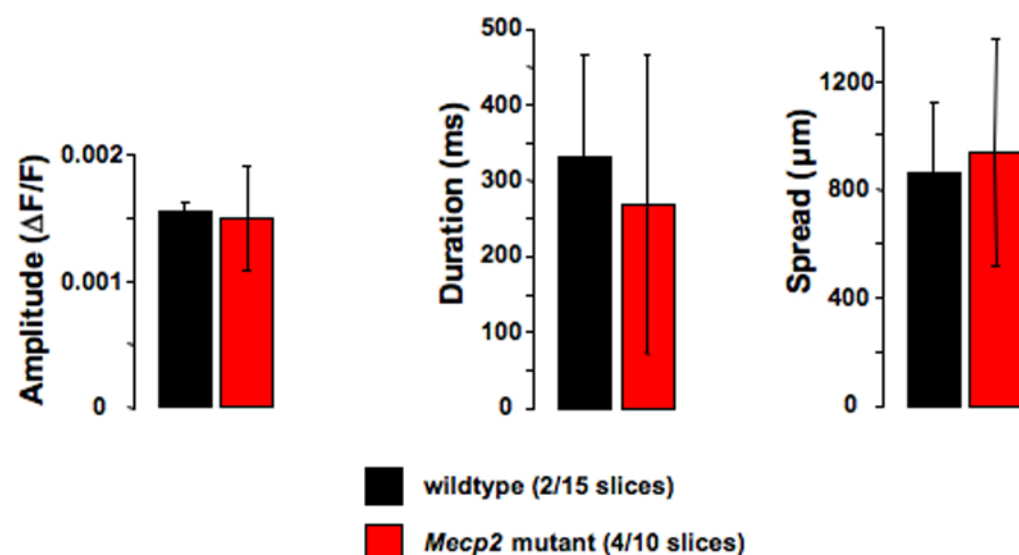 Amplitude (ΔF/F)
0.002
0.001
0
Duration (ms)
500
400
300
200
100
0
Spread (µm)
1200
800
400
0
wildtype (2/15 slices)
Mecp2 mutant (4/10 slices)